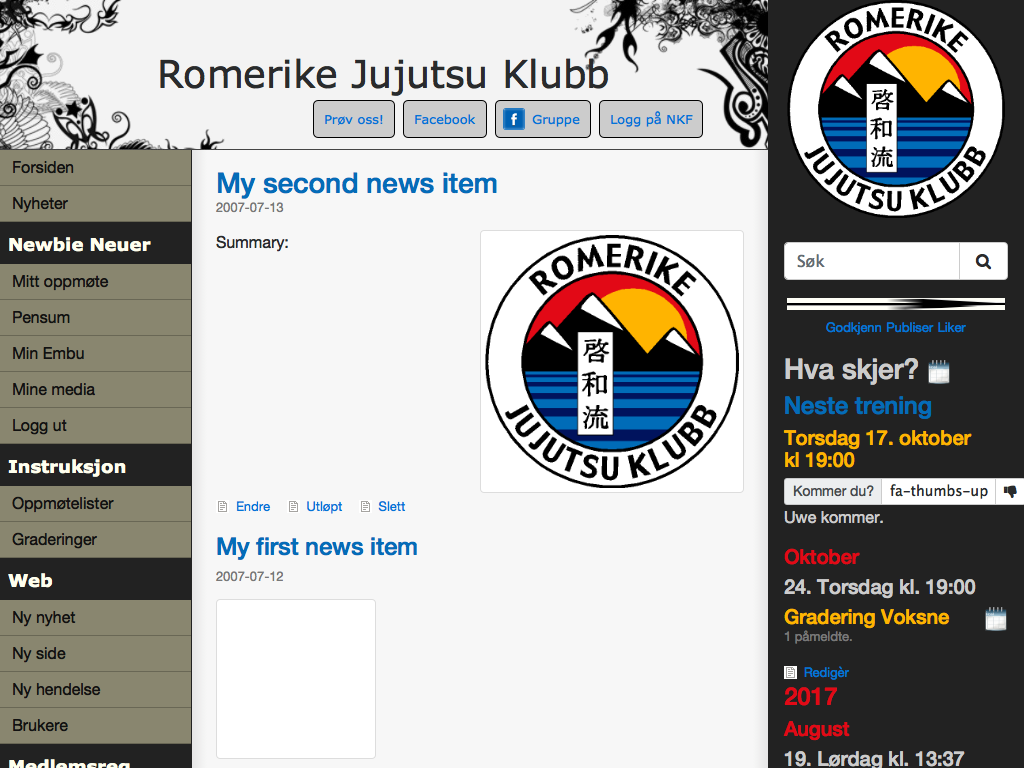 Romerike Jujutsu Klubb
Prøv oss!
Facebook
Gruppe
Logg på NKF
Forsiden
Nyheter
Newbie Neuer
Mitt oppmøte
Pensum
Min Embu
Mine media
Logg ut
Instruksjon
Oppmøtelister
Graderinger
Web
Ny nyhet
Ny side
Ny hendelse
Brukere
Medlemsreg
My second news item
2007-07-13
Summary:
ROMERIKE
啓和流
JUJUTSU KLUBB
Endre
Utløpt
Slett
My first news item
2007-07-12
ROMERIKE
啓和流
JUJUTSU KLUBB
Søk
Godkjenn Publiser Liker
Hva skjer?
Neste trening
Torsdag 17. oktober
kl 19:00
Kommer du?
fa-thumbs-up
Uwe kommer.
Oktober
24. Torsdag kl. 19:00
Gradering Voksne
1 påmeldte.
Redigèr
2017
August
19. Lørdag kl. 13:37